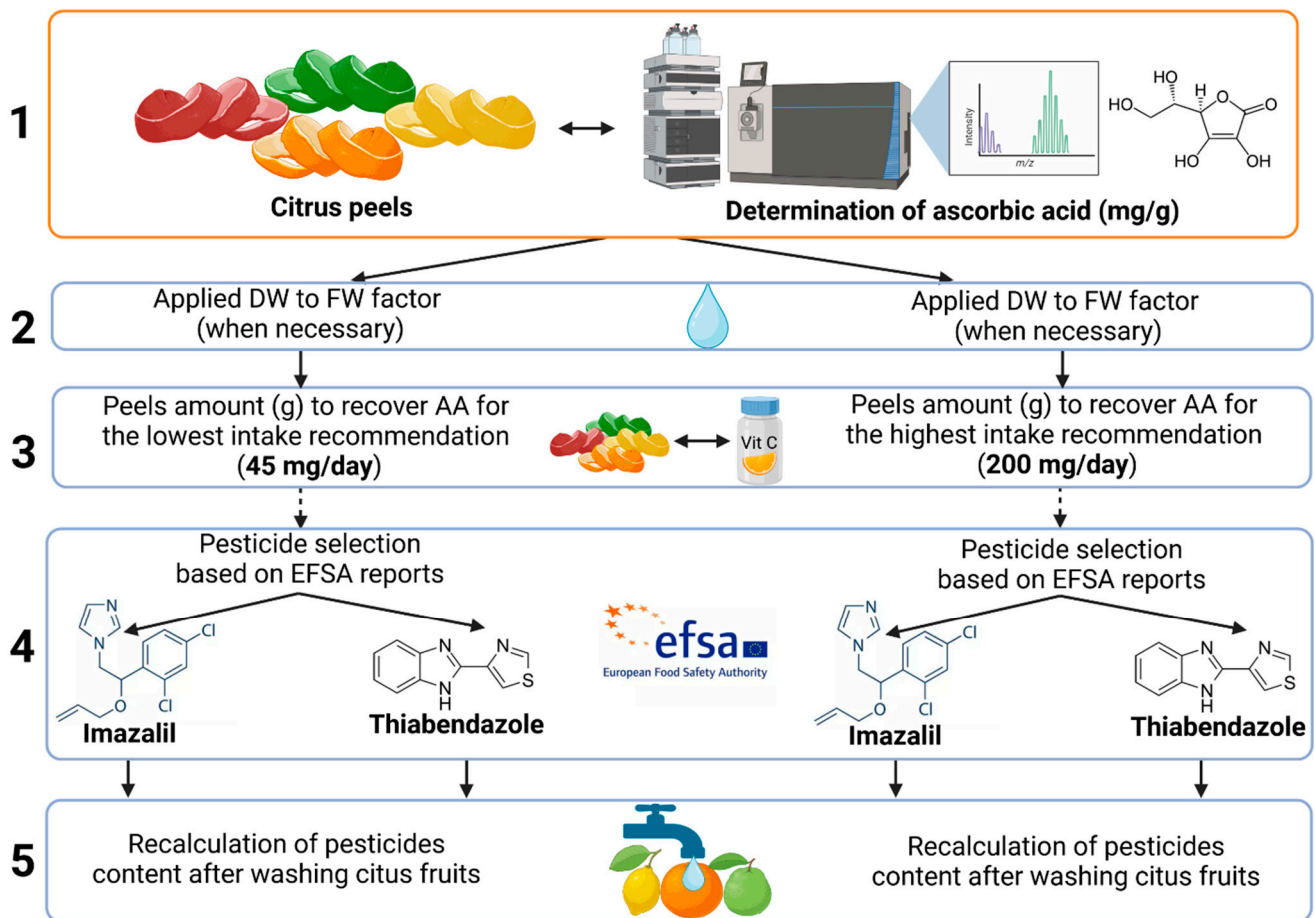 1
Citrus peels
Intensity
m/z
HO
HO
H
O
O
HO
OH
Determination of ascorbic acid (mg/g)
2
Applied DW to FW factor
(when necessary)
Applied DW to FW factor
(when necessary)
3
Peels amount (g) to recover AA for
the lowest intake recommendation
(45 mg/day)
Vit C
Peels amount (g) to recover AA for
the highest intake recommendation
(200 mg/day)
4
Pesticide selection
based on EFSA reports
N
N
Cl
Cl
O
Imazalil
N
N
H
N
S
Thiabendazole
efsa
European Food Safety Authority
Pesticide selection
based on EFSA reports
N
N
Cl
Cl
O
Imazalil
N
N
H
N
S
Thiabendazole
5
Recalculation of pesticides
content after washing citus fruits
Recalculation of pesticides
content after washing citus fruits